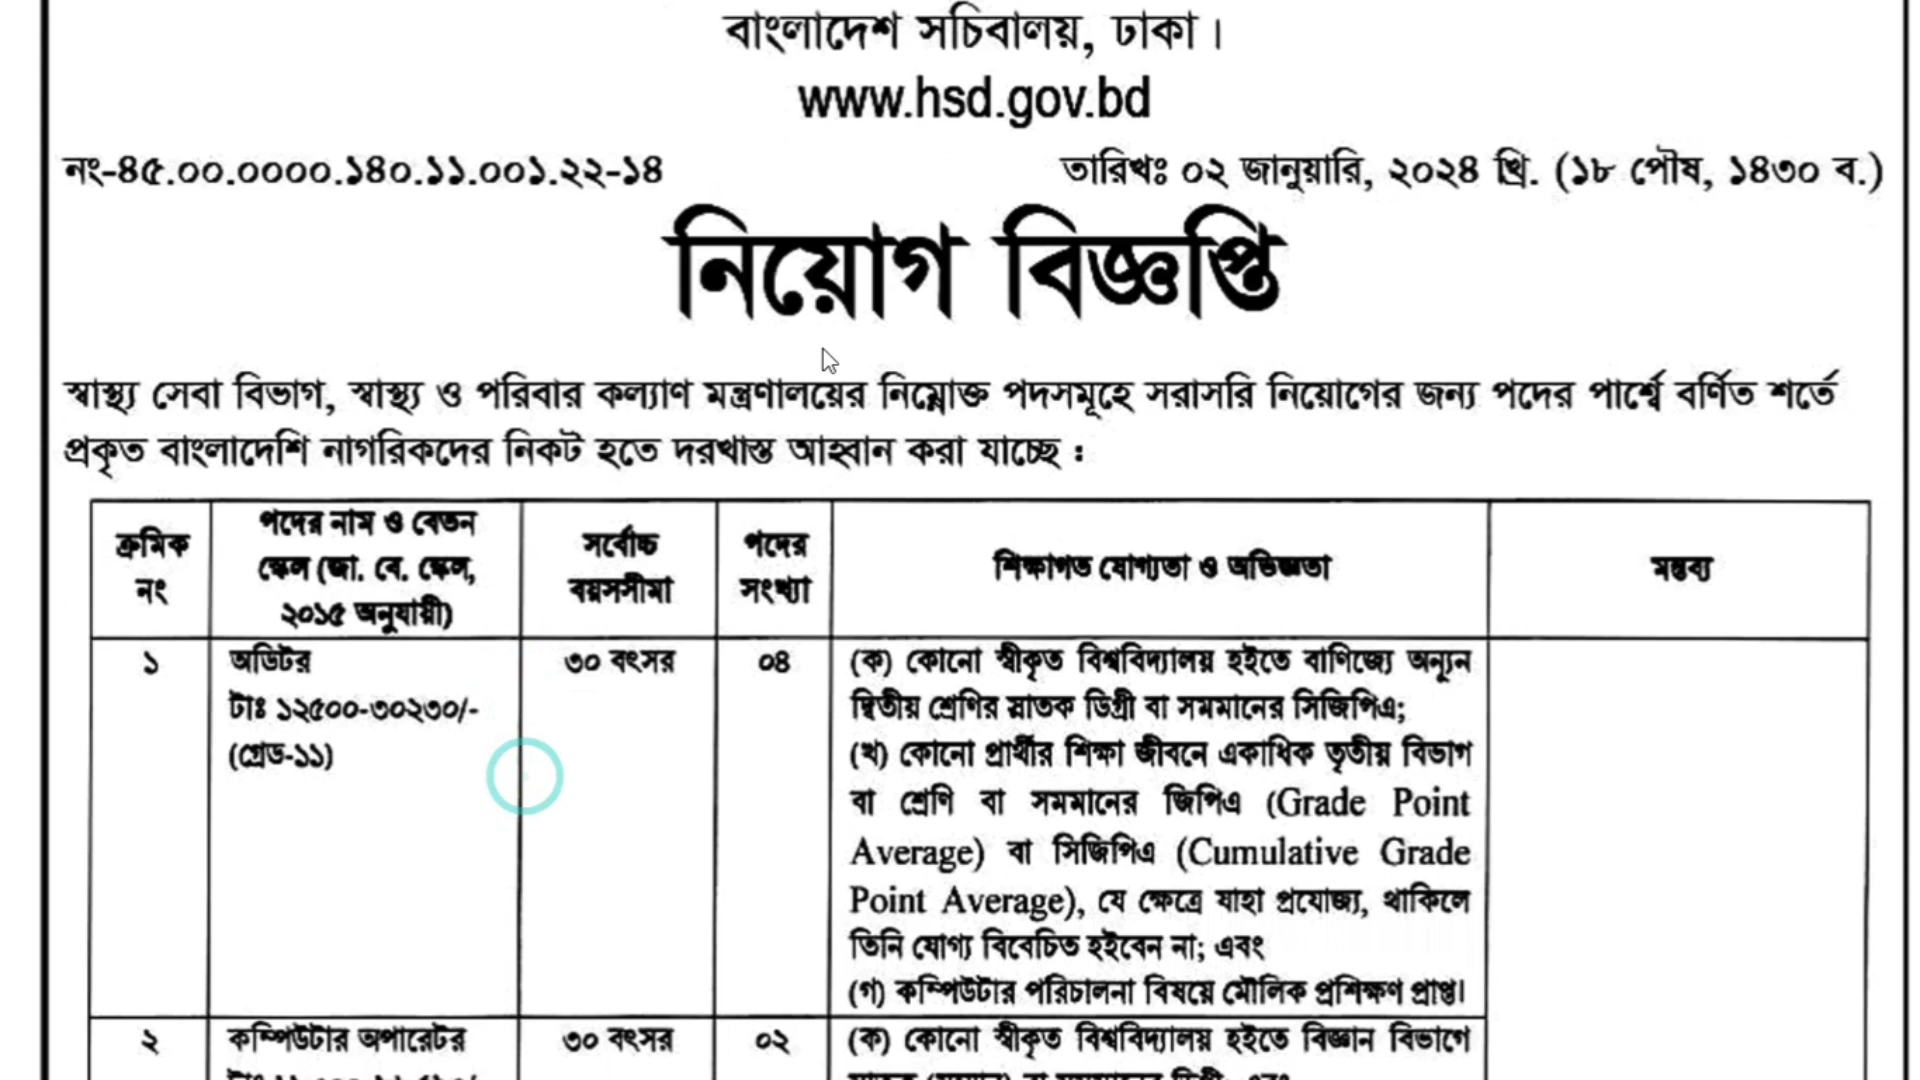 বাংলাদেশ সচিবালয়, ঢাকা।
www.hsd.gov.bd
নং-৪৫.০০.০০০০.১৪০.১১.০০১.২২-১৪ তারিখঃ ০২ জানুয়ারি, ২০২৪ খ্রি. (১৮ পৌষ, ১৪৩০ ব.)
নিয়োগ বিজ্ঞপ্তি
স্বাস্থ্য সেবা বিভাগ, স্বাস্থ্য ও পরিবার কল্যাণ মন্ত্রণালয়ের নিম্নোক্ত পদসমূহে সরাসরি নিয়োগের জন্য পদের পার্শ্বে বর্ণিত শর্তে
প্রকৃত বাংলাদেশি নাগরিকদের নিকট হতে দরখাস্ত আহ্বান করা যাচ্ছে :
ক্রমিক
নং
পদের নাম ও বেতন
স্কেল (জা. বে. স্কেল,
২০১৫ অনুযায়ী)
সর্বোচ্চ
বয়সসীমা
পদের
সংখ্যা
শিক্ষাগত যোগ্যতা ও অভিজ্ঞতা
মন্তব্য
১
অডিটর
টাঃ ১২৫০০-৩০২৩০/-
(গ্রেড-১১)
৩০ বৎসর
০৪
(ক) কোনো স্বীকৃত বিশ্ববিদ্যালয় হইতে বাণিজ্যে অন্যূন
দ্বিতীয় শ্রেণির স্নাতক ডিগ্রী বা সমমানের সিজিপিএ;
(খ) কোনো প্রার্থীর শিক্ষা জীবনে একাধিক তৃতীয় বিভাগ
বা শ্রেণি বা সমমানের জিপিএ (Grade Point
Average) বা সিজিপিএ (Cumulative Grade
Point Average), যে ক্ষেত্রে যাহা প্রযোজ্য, থাকিলে
তিনি যোগ্য বিবেচিত হইবেন না; এবং
(গ) কম্পিউটার পরিচালনা বিষয়ে মৌলিক প্রশিক্ষণ প্রাপ্ত।
২
কম্পিউটার অপারেটর
৩০ বৎসর
০২
(ক) কোনো স্বীকৃত বিশ্ববিদ্যালয় হইতে বিজ্ঞান বিভাগে